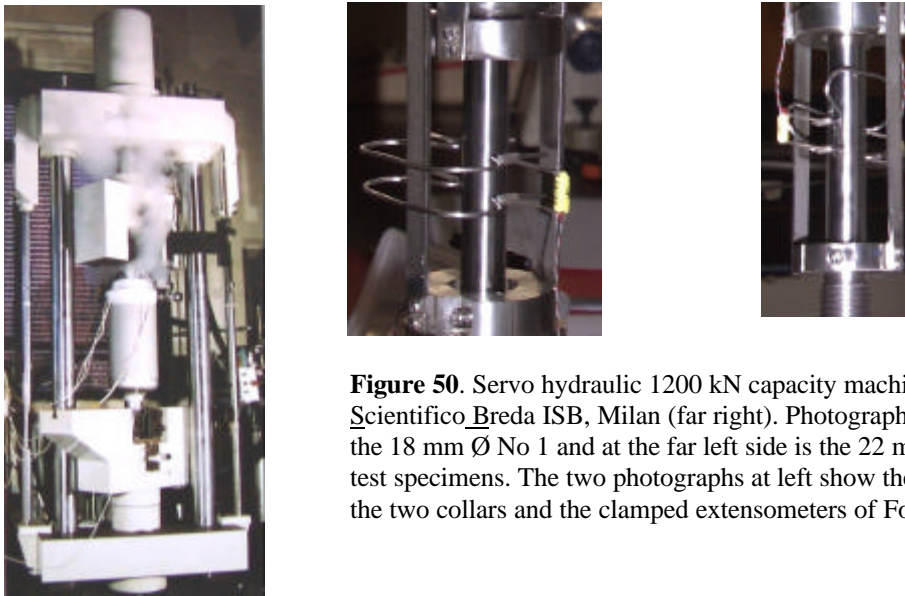 Figure 50. Servo hydraulic 1200 kN capacity machi
Scientifico Breda ISB, Milan (far right). Photograph
the 18 mm Ø No 1 and at the far left side is the 22 m
test specimens. The two photographs at left show the
the two collars and the clamped extensometers of Fo